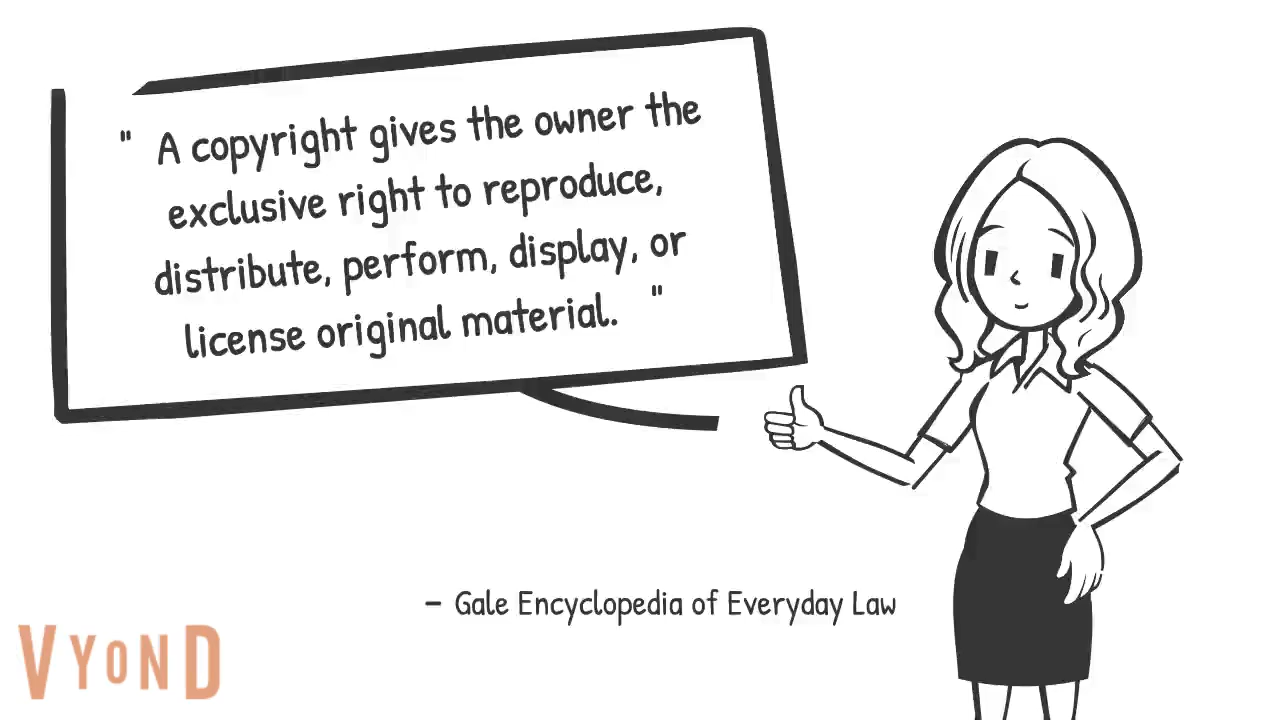 " A copyright gives the owner the
exclusive right to reproduce,
distribute, perform, display, or
license original material. "
– Gale Encyclopedia of Everyday Law
VYOND